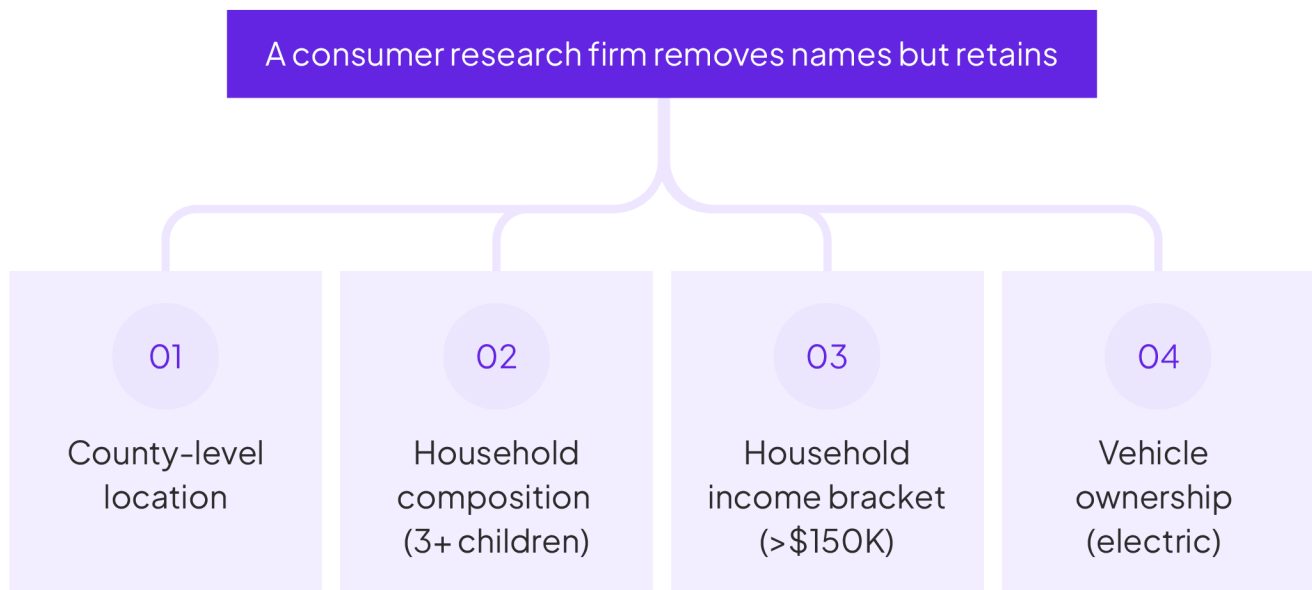 A consumer research firm removes names but retains
01
County-level
location
02
Household
composition
(3+ children)
03
Household
income bracket
(>$150K)
04
Vehicle
ownership
(electric)